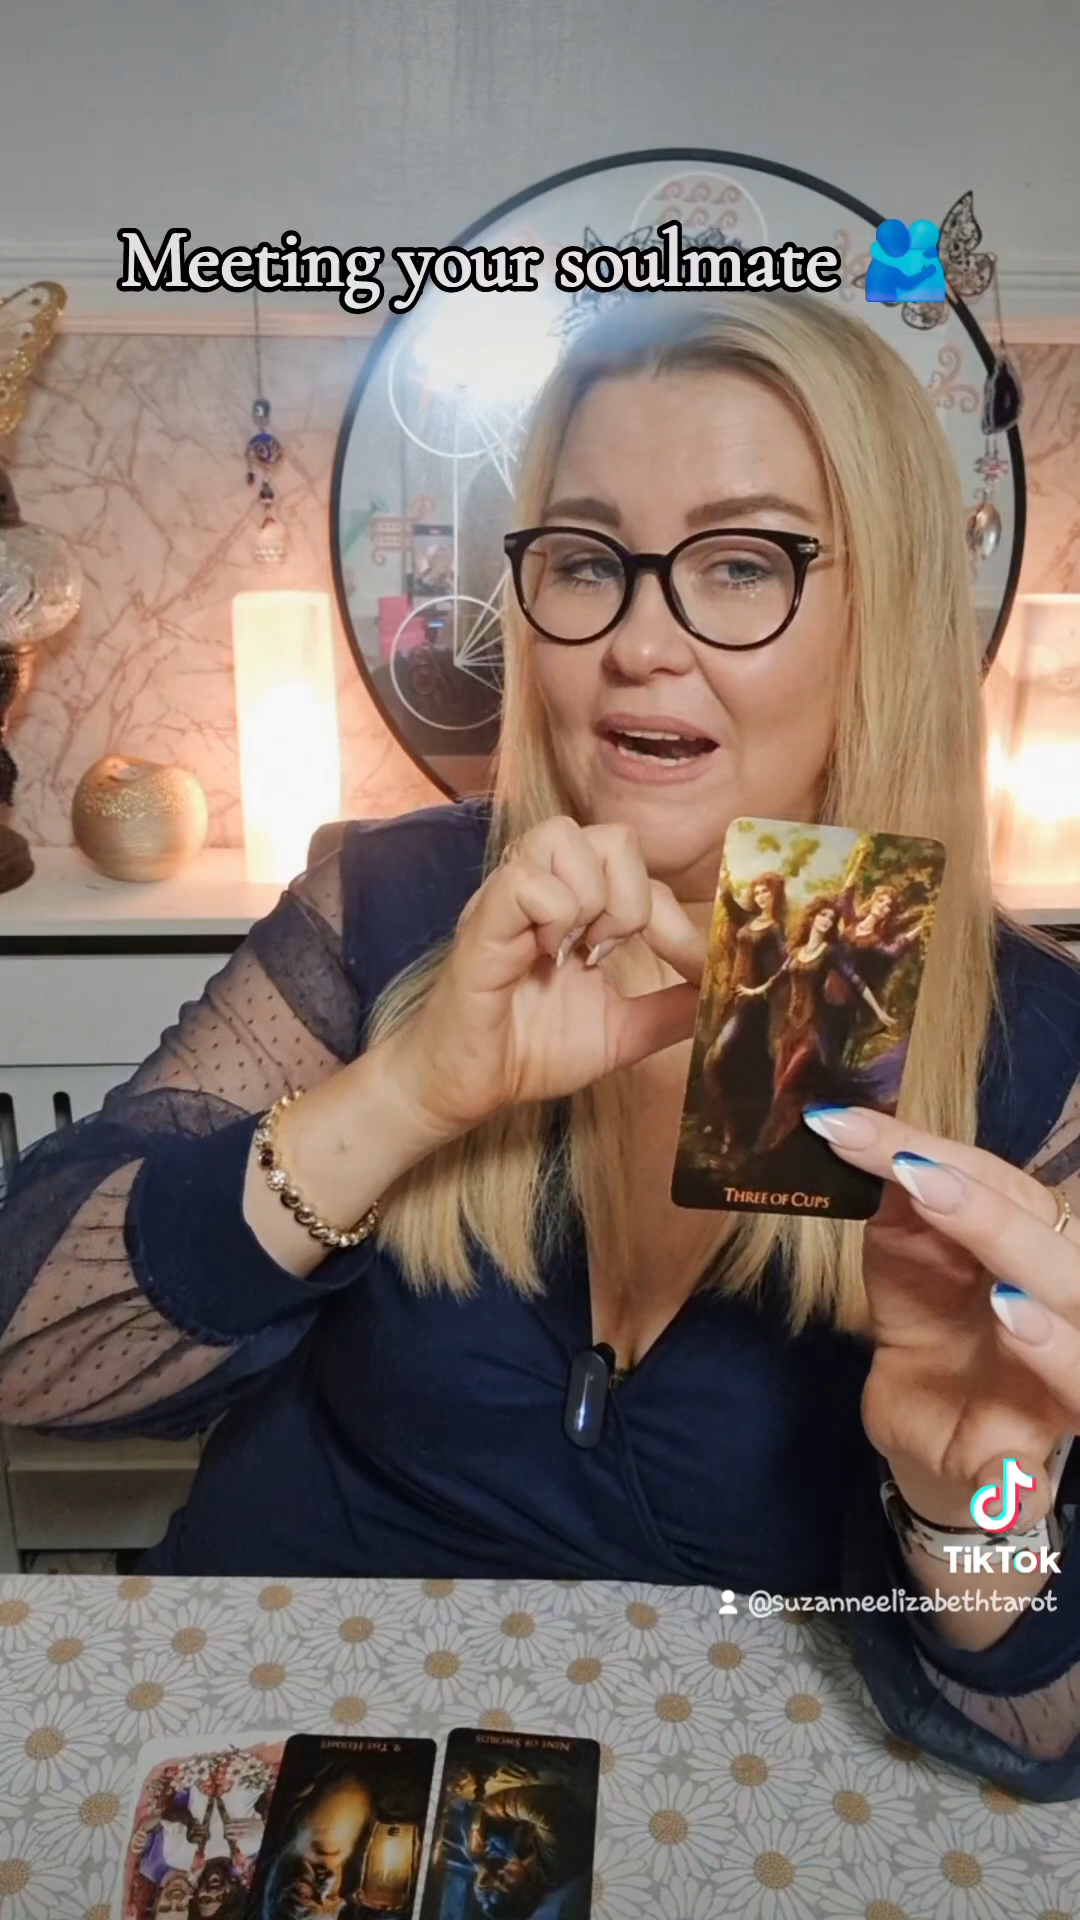 Meeting your soulmate
THREE OF CUPS
TikTok
@suzanneelizabethtarot
9. THE HERMIT
NINE OF SWORDS